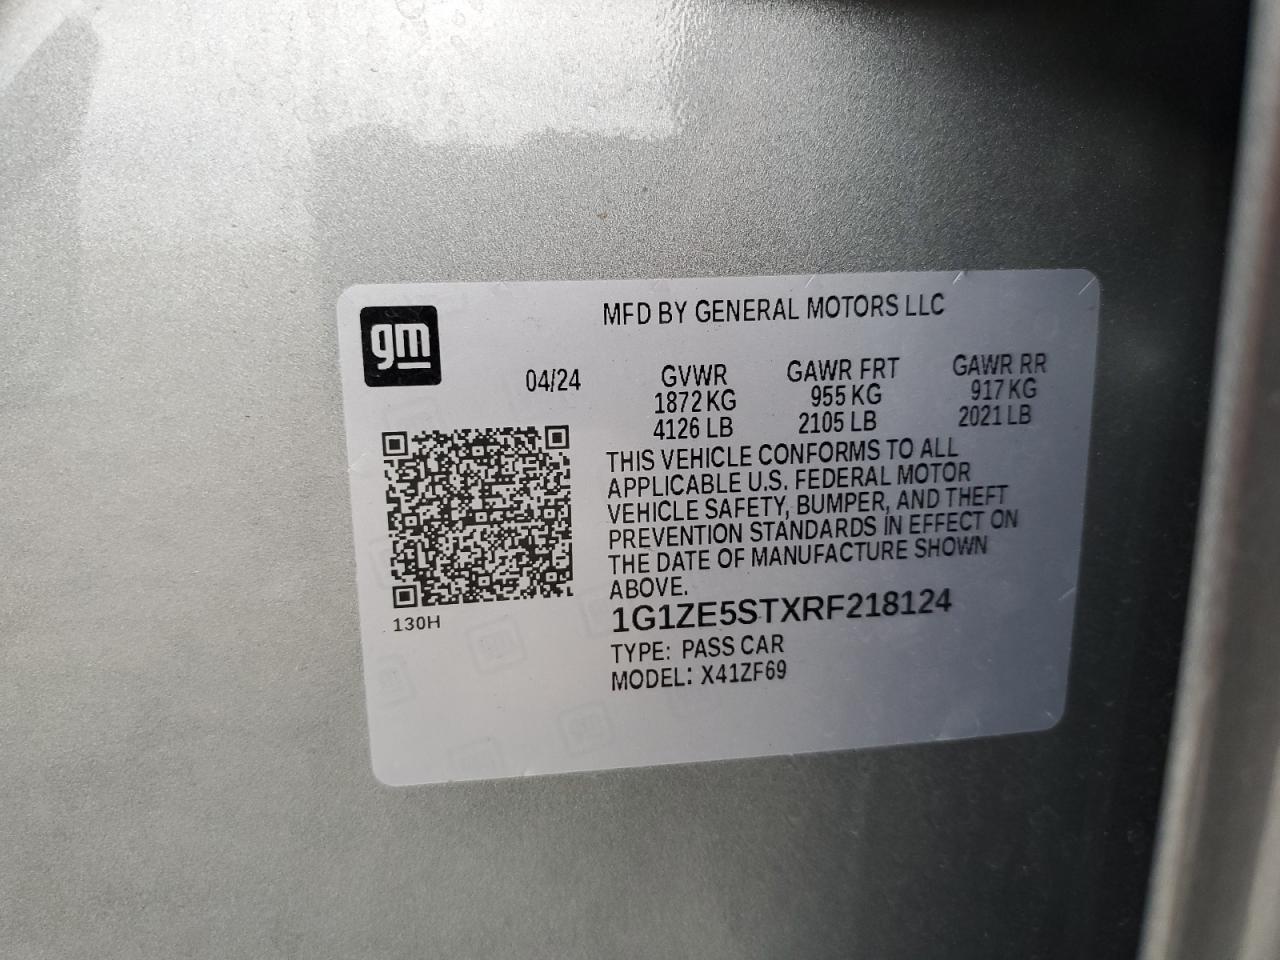 MFD BY GENERAL MOTORS LLC
gm
04/24 GVWR GAWR FRT GAWR RR
1872 KG 955 KG 917 KG
4126 LB 2105 LB 2021 LB
THIS VEHICLE CONFORMS TO ALL
APPLICABLE U.S. FEDERAL MOTOR
VEHICLE SAFETY, BUMPER, AND THEFT
PREVENTION STANDARDS IN EFFECT ON
THE DATE OF MANUFACTURE SHOWN
ABOVE.
130H
1G1ZE5STXRF218124
TYPE: PASS CAR
MODEL: X41ZF69